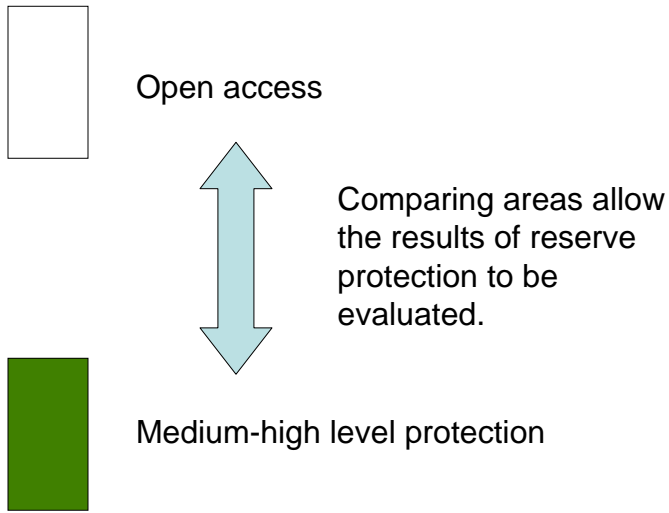 Open access
Comparing areas allow
the results of reserve
protection to be
evaluated.
Medium-high level protection